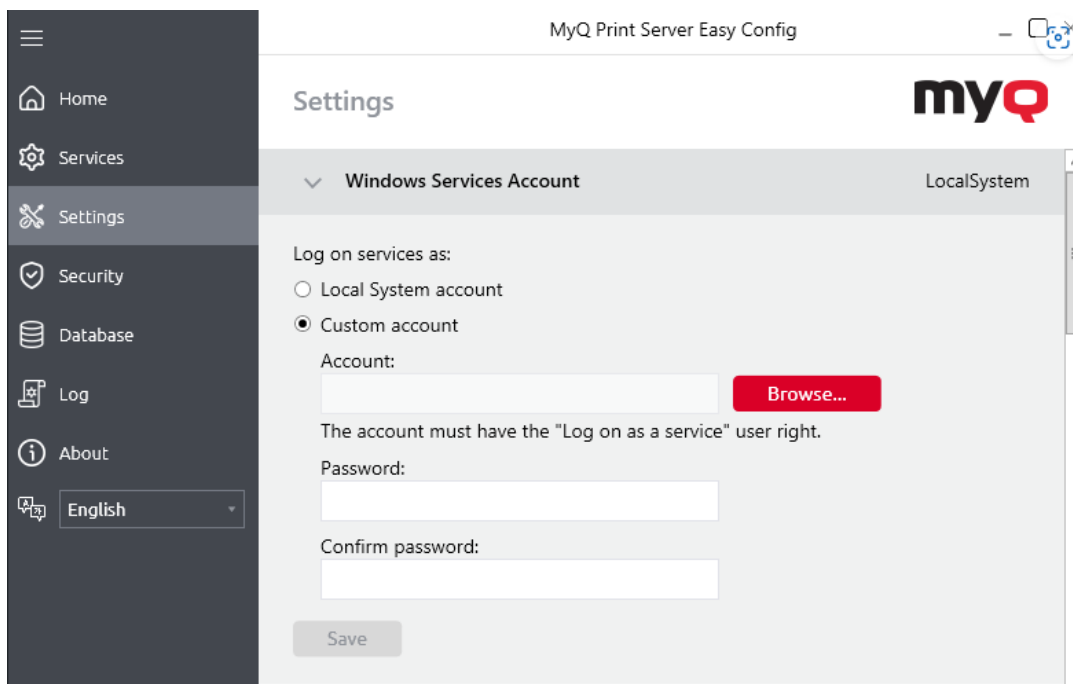 MyQ Print Server Easy Config
Home
Services
Settings
Security
Database
Log
About
English
Settings
myQ
Windows Services Account LocalSystem
Log on services as:
Local System account
Custom account
Account:
Browse...
The account must have the "Log on as a service" user right.
Password:
Confirm password:
Save